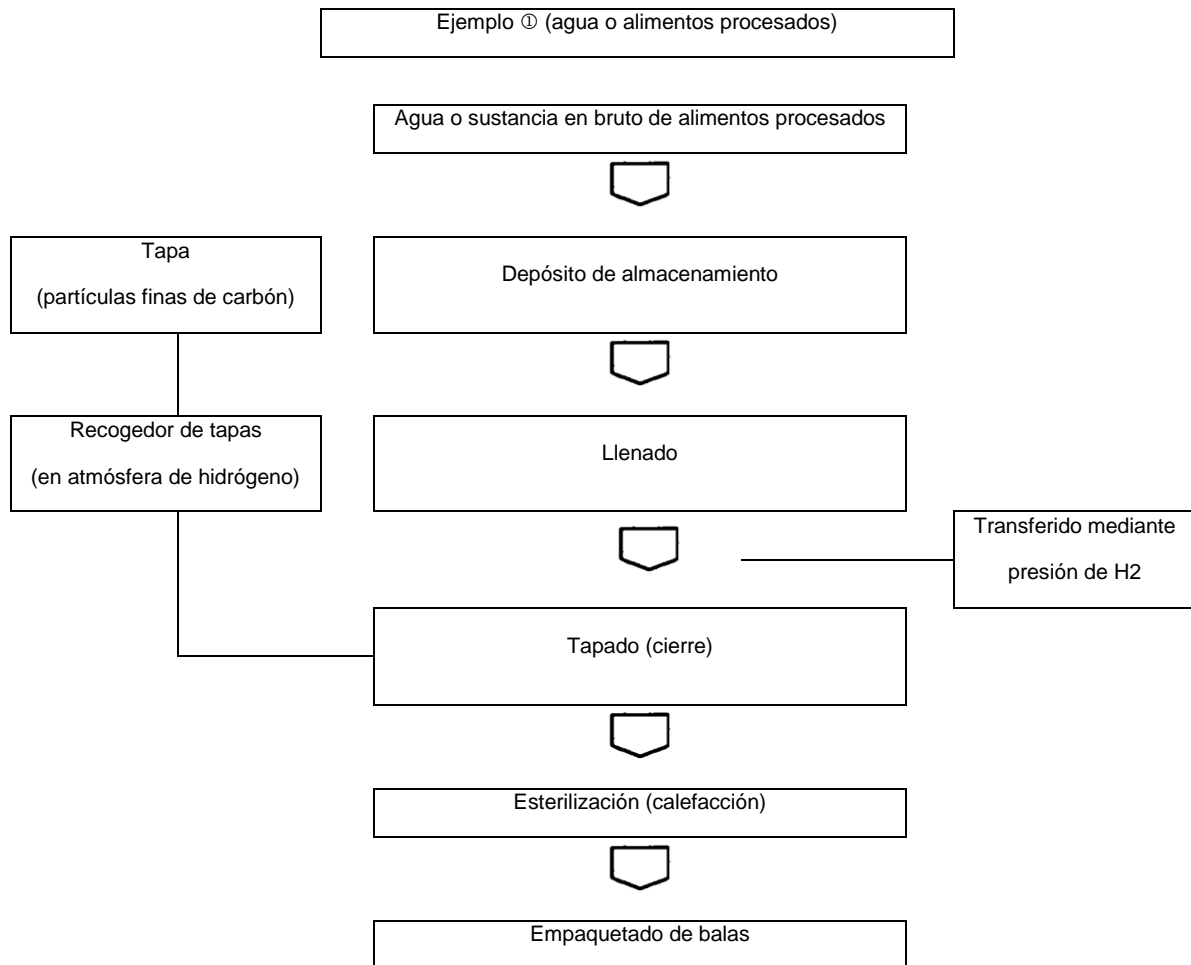 Ejemplo ① (agua o alimentos procesados)
Agua o sustancia en bruto de alimentos procesados
Tapa
(partículas finas de carbón)
Depósito de almacenamiento
Recogedor de tapas
(en atmósfera de hidrógeno)
Llenado
Transferido mediante
presión de H2
Tapado (cierre)
Esterilización (calefacción)
Empaquetado de balas